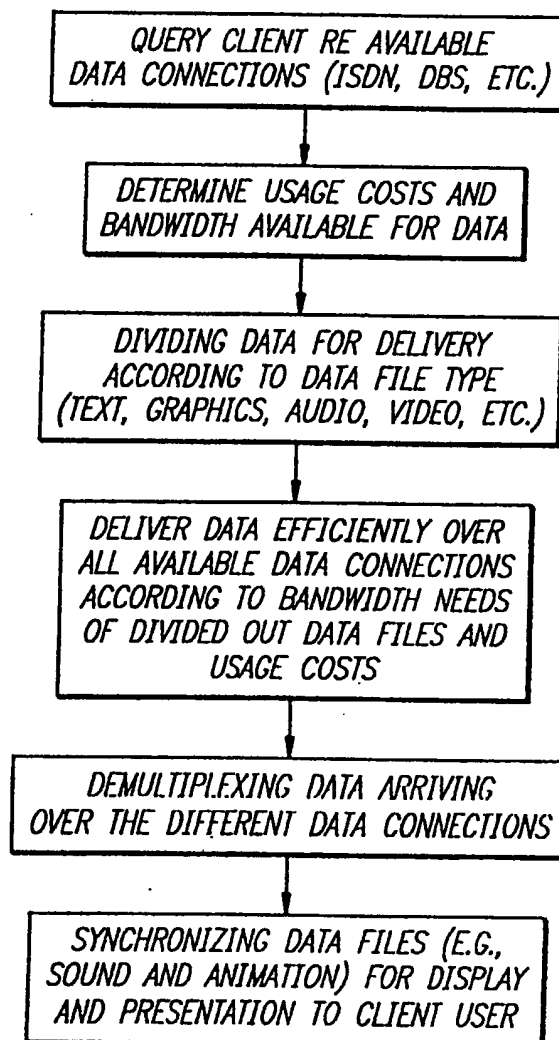 QUERY CLIENT RE AVAILABLE
DATA CONNECTIONS (ISDN, DBS, ETC.)
DETERMINE USAGE COSTS AND
BANDWIDTH AVAILABLE FOR DATA
DIVIDING DATA FOR DELIVERY
ACCORDING TO DATA FILE TYPE
(TEXT, GRAPHICS, AUDIO, VIDEO, ETC.)
DELIVER DATA EFFICIENTLY OVER
ALL AVAILABLE DATA CONNECTIONS
ACCORDING TO BANDWIDTH NEEDS
OF DIVIDED OUT DATA FILES AND
USAGE COSTS
DEMULTIPLEXING DATA ARRIVING
OVER THE DIFFERENT DATA CONNECTIONS
SYNCHRONIZING DATA FILES (E.G.,
SOUND AND ANIMATION) FOR DISPLAY
AND PRESENTATION TO CLIENT USER